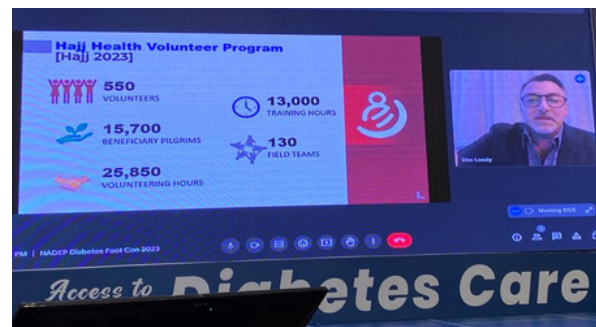 Hajj Health Volunteer Program
[Hajj 2023]
550
VOLUNTEERS
13,000
TRAINING HOURS
15,700
BENEFICIARY PILGRIMS
130
FIELD TEAMS
25,850
VOLUNTEERING HOURS
Meeting
PM | NADEP Diabetes Foot Con 2023
Access to Diabetes Care